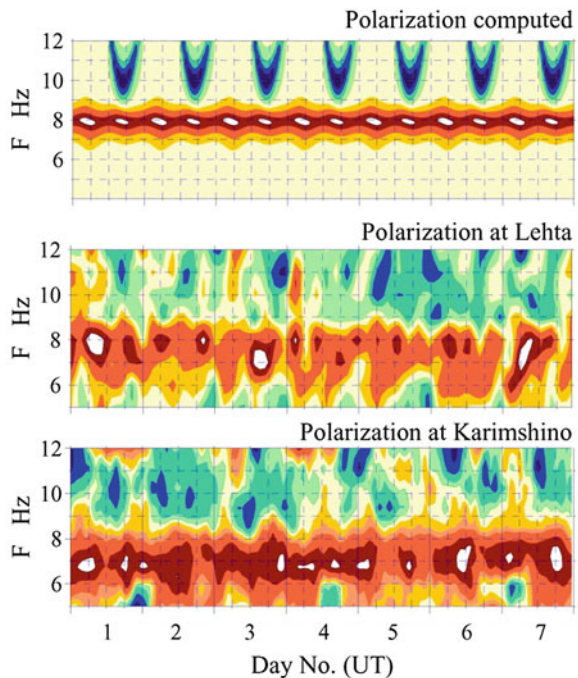 Polarization computed
12
10
8
6
F Hz
Polarization at Lehta
12
10
8
6
F Hz
Polarization at Karimshino
12
10
8
6
F Hz
1 2 3 4 5 6 7
Day No. (UT)